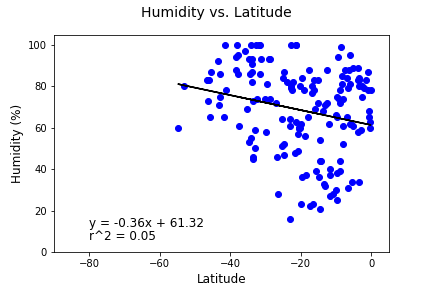 Humidity vs. Latitude
100
80
60
40
20
0
Humidity (%)
y = -0.36x + 61.32
r^2 = 0.05
−80 −60 −40 −20 0
Latitude